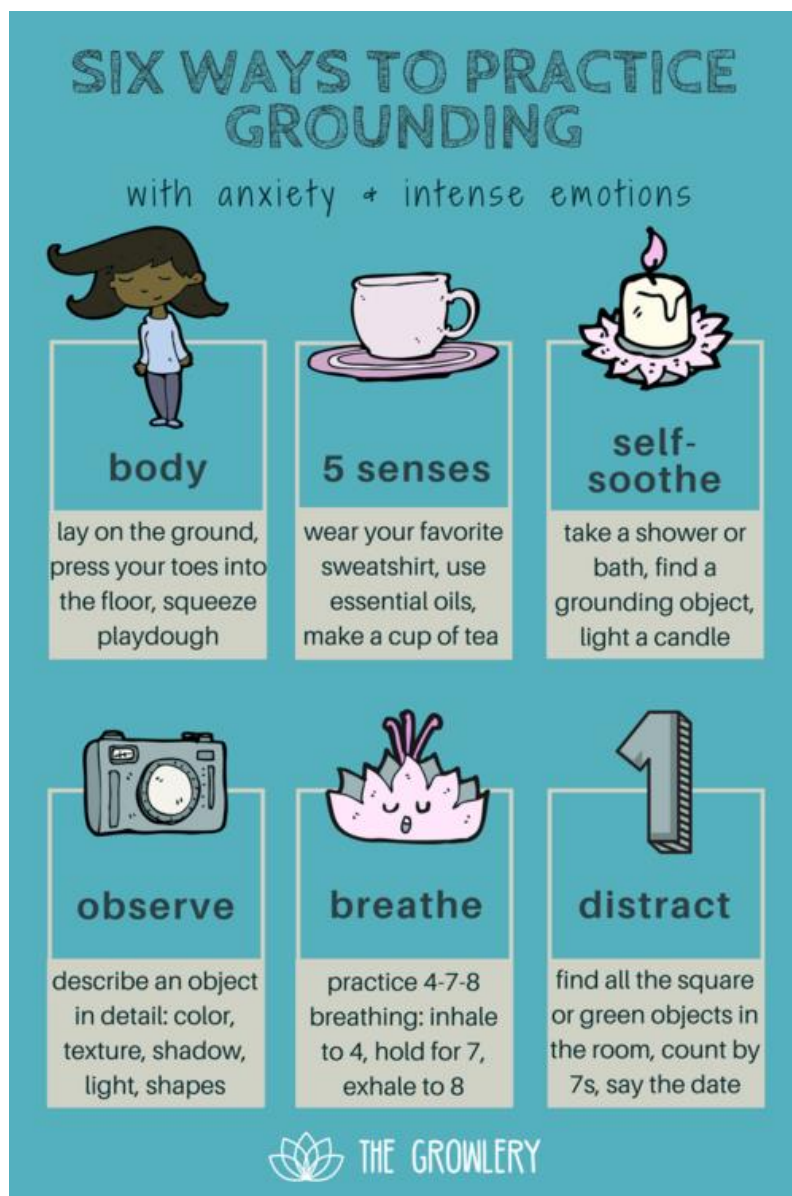 SIX WAYS TO PRACTICE
GROUNDING
with anxiety & intense emotions
body
lay on the ground,
press your toes into
the floor, squeeze
playdough
5 senses
wear your favorite
sweatshirt, use
essential oils,
make a cup of tea
self-
soothe
take a shower or
bath, find a
grounding object,
light a candle
observe
describe an object
in detail: color,
texture, shadow,
light, shapes
breathe
practice 4-7-8
breathing: inhale
to 4, hold for 7,
exhale to 8
1
distract
find all the square
or green objects in
the room, count by
7s, say the date
THE GROWLERY